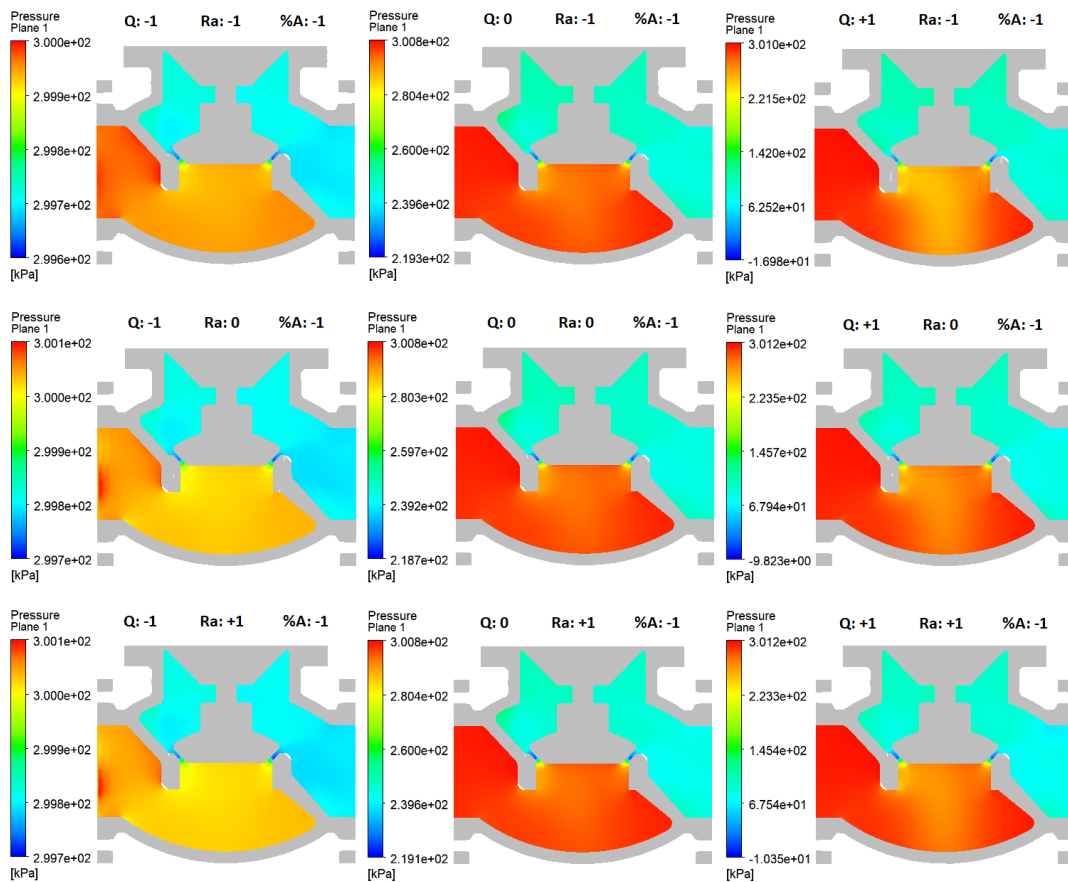 Pressure
Plane 1
Q: -1 Ra: -1 %A: -1
3.000e+02
2.999e+02
2.998e+02
2.997e+02
2.996e+02
[kPa]
Pressure
Plane 1
Q: 0 Ra: -1 %A: -1
3.008e+02
2.804e+02
2.600e+02
2.396e+02
2.193e+02
[kPa]
Pressure
Plane 1
Q: +1 Ra: -1 %A: -1
3.010e+02
2.215e+02
1.420e+02
6.252e+01
-1.698e+01
[kPa]
Pressure
Plane 1
Q: -1 Ra: 0 %A: -1
3.001e+02
3.000e+02
2.999e+02
2.998e+02
2.997e+02
[kPa]
Pressure
Plane 1
Q: 0 Ra: 0 %A: -1
3.008e+02
2.803e+02
2.597e+02
2.392e+02
2.187e+02
[kPa]
Pressure
Plane 1
Q: +1 Ra: 0 %A: -1
3.012e+02
2.235e+02
1.457e+02
6.794e+01
-9.823e+00
[kPa]
Pressure
Plane 1
Q: -1 Ra: +1 %A: -1
3.001e+02
3.000e+02
2.999e+02
2.998e+02
2.997e+02
[kPa]
Pressure
Plane 1
Q: 0 Ra: +1 %A: -1
3.008e+02
2.804e+02
2.600e+02
2.396e+02
2.191e+02
[kPa]
Pressure
Plane 1
Q: +1 Ra: +1 %A: -1
3.012e+02
2.233e+02
1.454e+02
6.754e+01
-1.035e+01
[kPa]